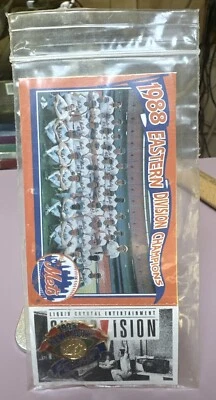 1988 EASTERN DIVISION CHAMPIONS
Mets
LIQUID CRYSTAL ENTERTAINMENT
VISION